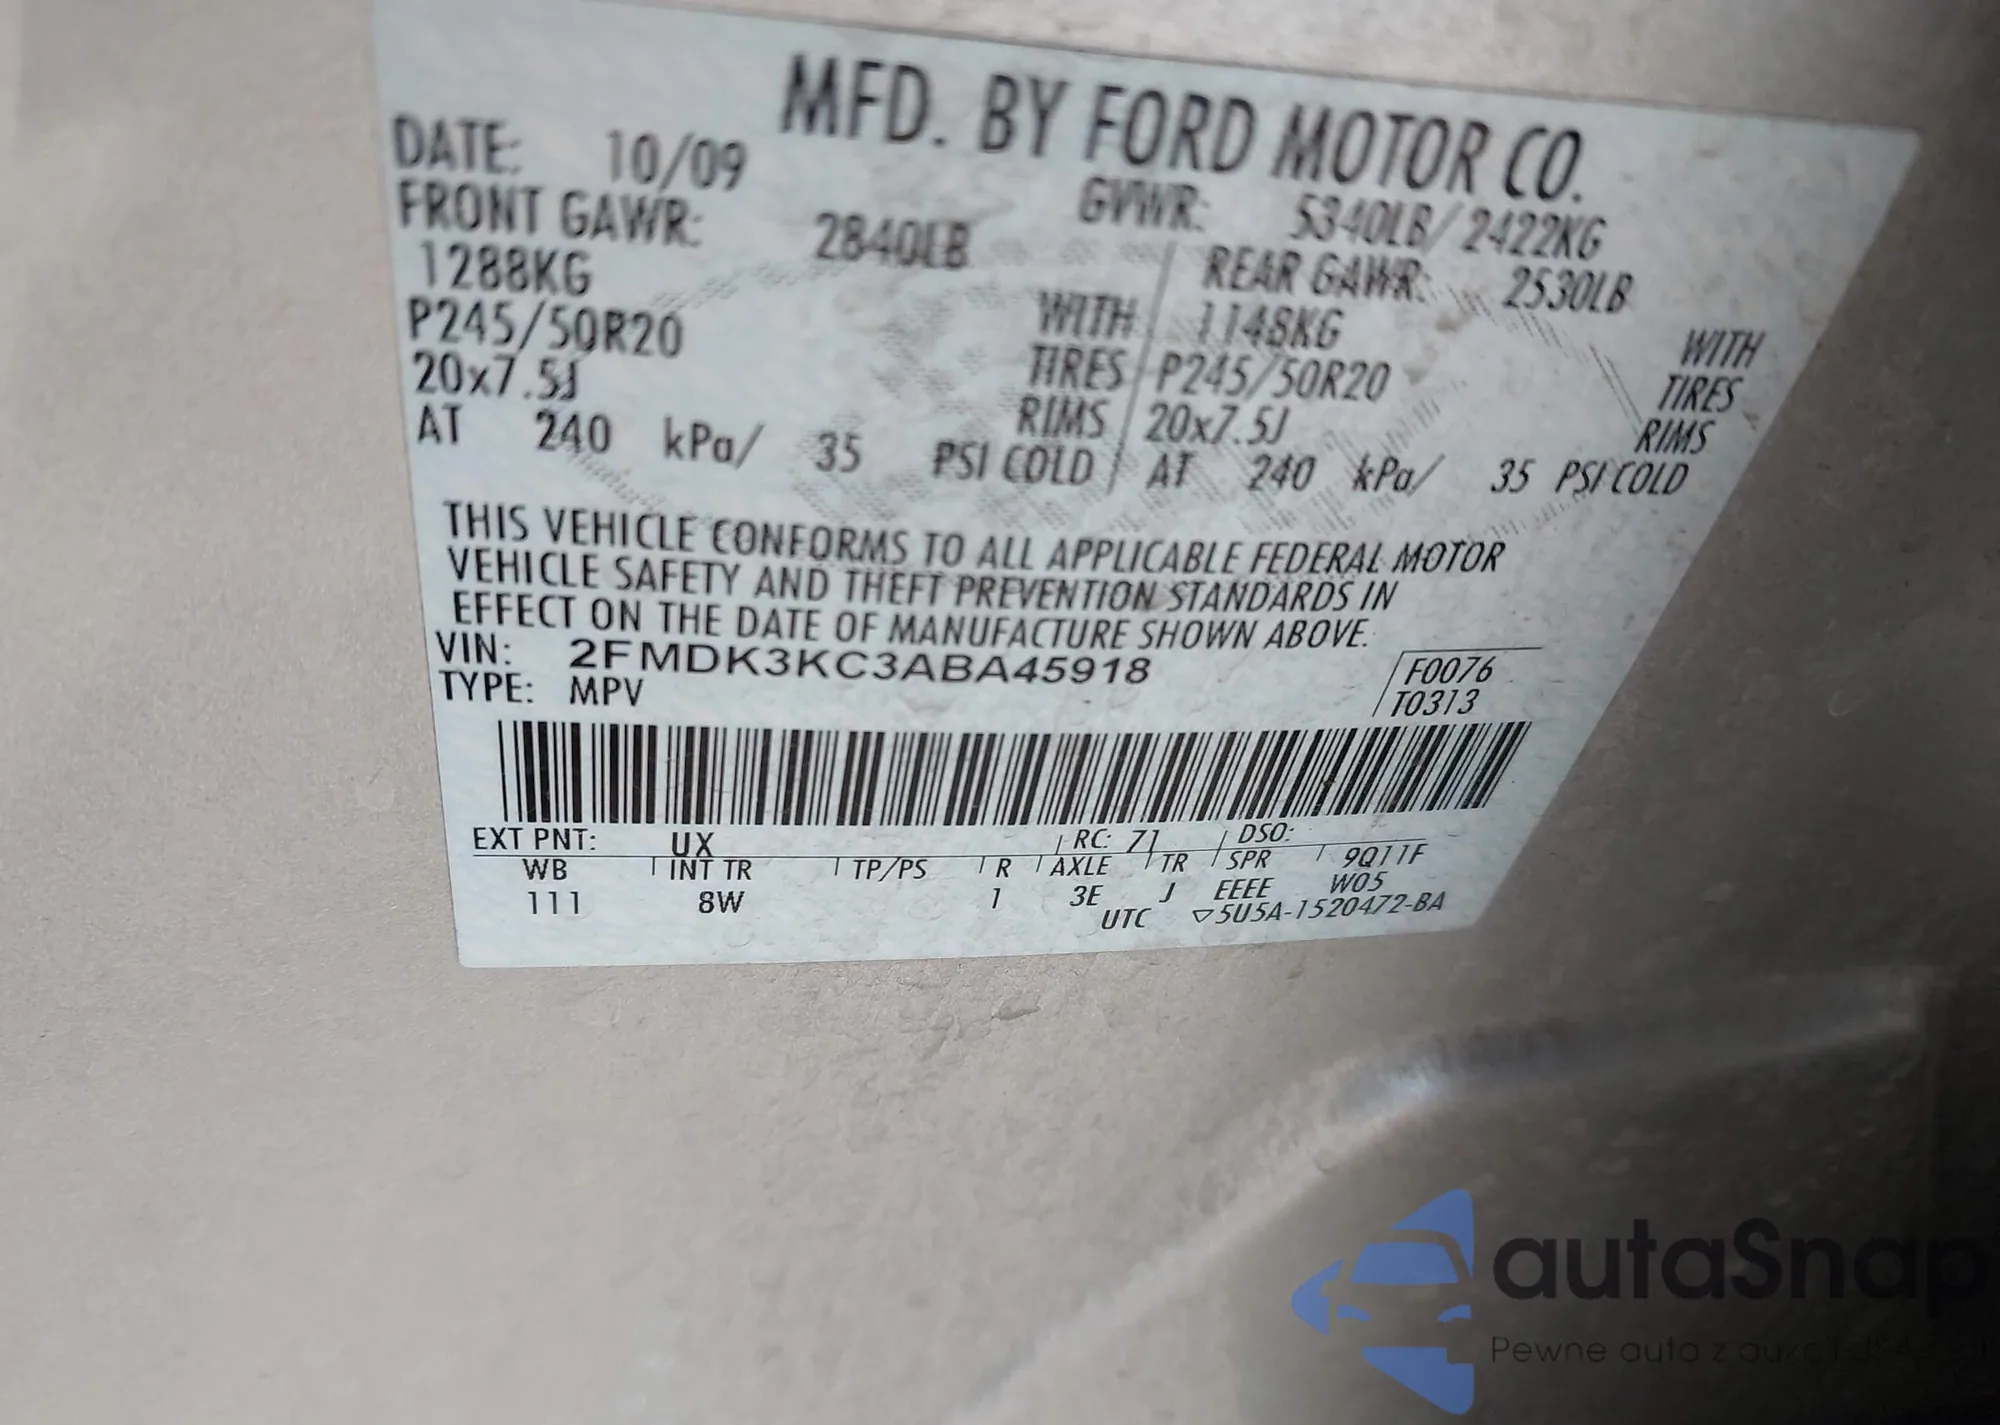 MFD. BY FORD MOTOR CO.
DATE: 10/09 GVWR: 5340LB/2422KG
FRONT GAWR: 2840LB REAR GAWR: 2530LB
1288KG WITH 1148KG WITH
P245/50R20 TIRES P245/50R20 TIRES
20x7.5J RIMS 20x7.5J RIMS
AT 240 kPa/ 35 PSI COLD AT 240 kPa/ 35 PSI COLD
THIS VEHICLE CONFORMS TO ALL APPLICABLE FEDERAL MOTOR
VEHICLE SAFETY AND THEFT PREVENTION STANDARDS IN
EFFECT ON THE DATE OF MANUFACTURE SHOWN ABOVE.
VIN: 2FMDK3KC3ABA45918 F0076
TYPE: MPV T0313
EXT PNT: UX RC: 71 DSO:
WB INT TR TP/PS R AXLE TR SPR 9Q11F
111 8W 1 3E J EEEE W05
UTC 5U5A-1520472-BA
autaSnap
Pewne auto z